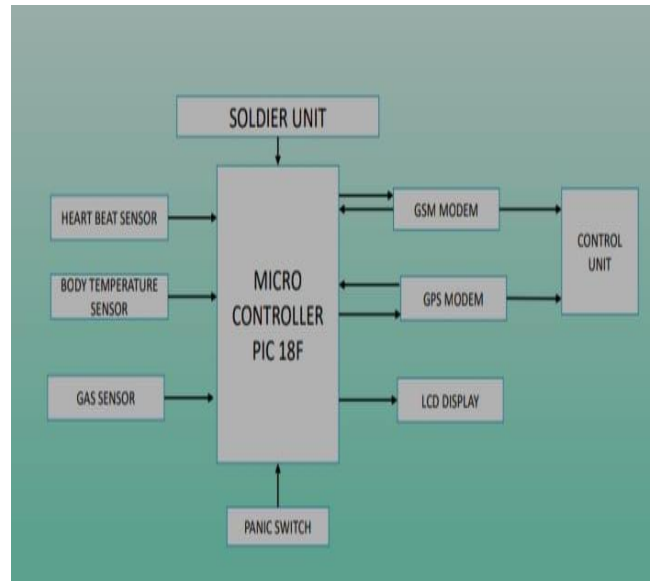 SOLDIER UNIT
HEART BEAT SENSOR
BODY TEMPERATURE
SENSOR
GAS SENSOR
MICRO
CONTROLLER
PIC 18F
GSM MODEM
GPS MODEM
LCD DISPLAY
CONTROL
UNIT
PANIC SWITCH